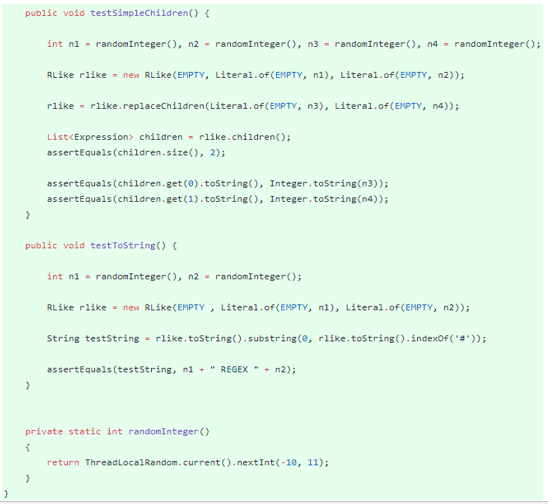 public void testSimpleChildren() {
int n1 = randomInteger(), n2 = randomInteger(), n3 = randomInteger(), n4 = randomInteger();
RLike rlike = new RLike(EMPTY, Literal.of(EMPTY, n1), Literal.of(EMPTY, n2));
rlike = rlike.replaceChildren(Literal.of(EMPTY, n3), Literal.of(EMPTY, n4));
List<Expression> children = rlike.children();
assertEquals(children.size(), 2);
assertEquals(children.get(0).toString(), Integer.toString(n3));
assertEquals(children.get(1).toString(), Integer.toString(n4));
}
public void testToString() {
int n1 = randomInteger(), n2 = randomInteger();
RLike rlike = new RLike(EMPTY , Literal.of(EMPTY, n1), Literal.of(EMPTY, n2));
String testString = rlike.toString().substring(0, rlike.toString().indexOf('#'));
assertEquals(testString, n1 + " REGEX " + n2);
}
private static int randomInteger()
{
return ThreadLocalRandom.current().nextInt(-10, 11);
}
}